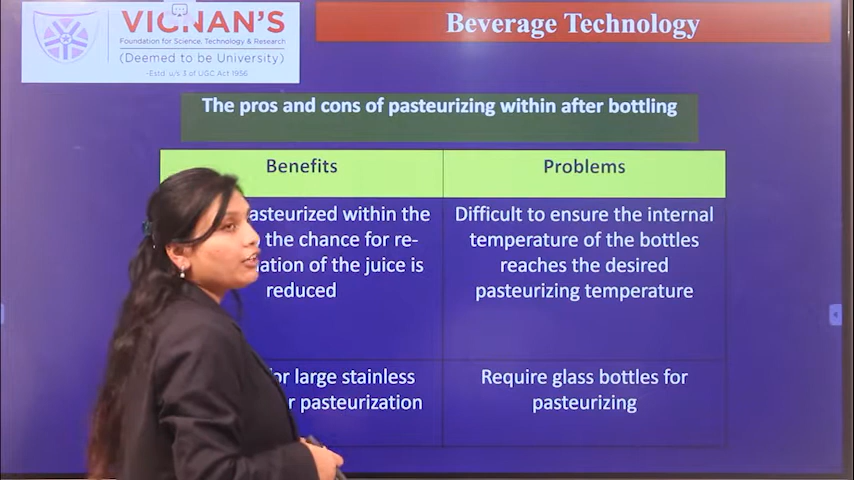 VIGNAN'S
Foundation for Science, Technology & Research
(Deemed to be University)
-Estd u/s 3 of UGC Act 1956
Beverage Technology
The pros and cons of pasteurizing within after bottling
Benefits
Problems
within the
the chance for re-
of the juice is
reduced
Difficult to ensure the internal
temperature of the bottles
reaches the desired
pasteurizing temperature
large stainless
pasteurization
Require glass bottles for
pasteurizing